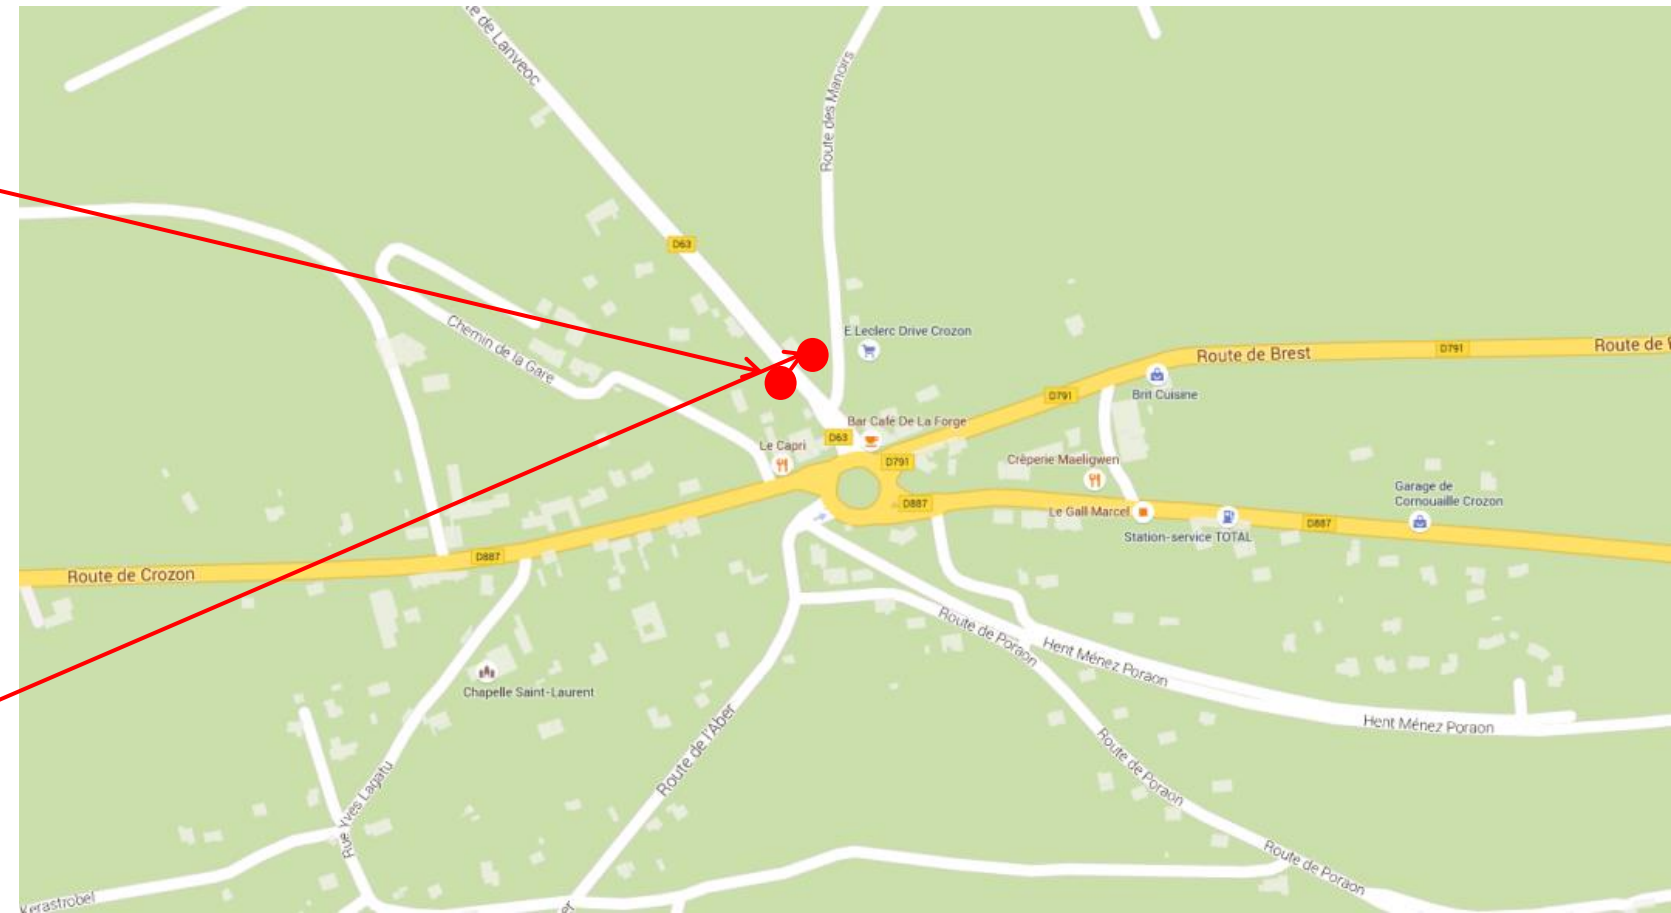 te de Lanveoc
Route des Manoirs
D63
E.Leclerc Drive Crozon
Chemin de la Gare
Route de Brest
D791
Route de
Brit Cuisine
D791
Bar Café De La Forge
D63
Le Capri
D791
Crêperie Maeligwen
Garage de
Cornouaille Crozon
D887
Le Gall Marcel
D887
Station-service TOTAL
D887
Route de Crozon
Route de Poraon
Hent Ménez Poraon
Chapelle Saint-Laurent
Hent Ménez Poraon
Route de l'Aber
Route de Poraon
Rue Yves Lagatu
Route de Poraon
Kerastrobel
er